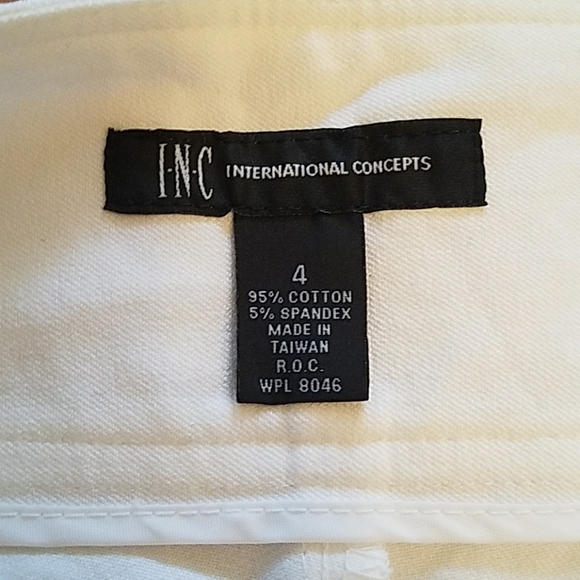 I·N·C INTERNATIONAL CONCEPTS
4
95% COTTON
5% SPANDEX
MADE IN
TAIWAN
R.O.C.
WPL 8046